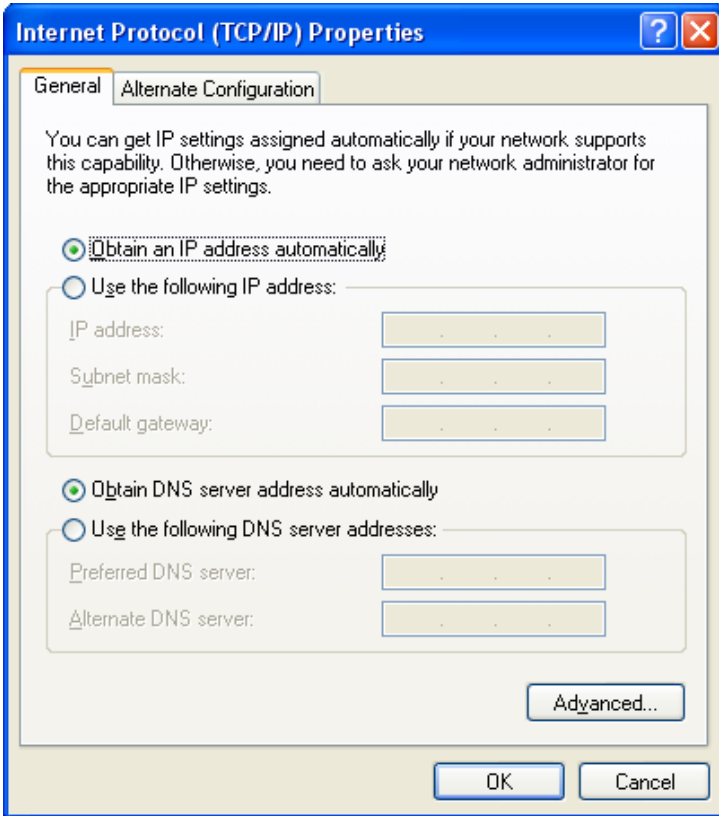 Internet Protocol (TCP/IP) Properties
General
Alternate Configuration
You can get IP settings assigned automatically if your network supports
this capability. Otherwise, you need to ask your network administrator for
the appropriate IP settings.
Obtain an IP address automatically
Use the following IP address:
IP address:
Subnet mask:
Default gateway:
Obtain DNS server address automatically
Use the following DNS server addresses:
Preferred DNS server:
Alternate DNS server:
Advanced...
OK
Cancel